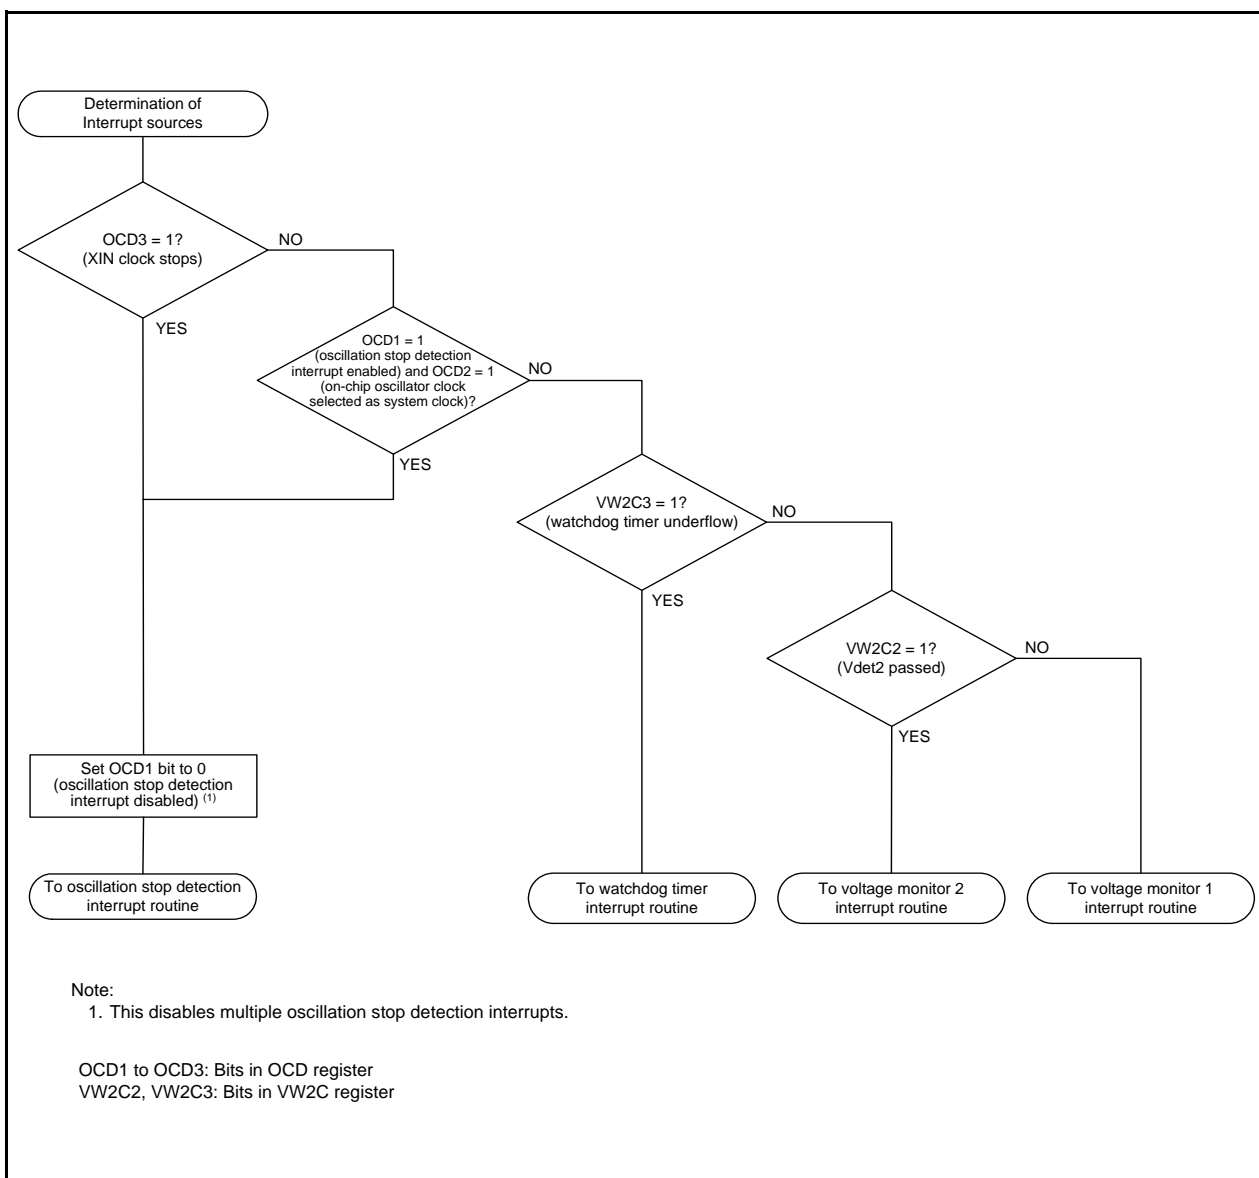 Determination of
Interrupt sources
OCD3 = 1?
(XIN clock stops)
NO
YES
OCD1 = 1
(oscillation stop detection
interrupt enabled) and OCD2 = 1
(on-chip oscillator clock
selected as system clock)?
NO
YES
VW2C3 = 1?
(watchdog timer underflow)
NO
YES
VW2C2 = 1?
(Vdet2 passed)
NO
YES
Set OCD1 bit to 0
(oscillation stop detection
interrupt disabled) (1)
To oscillation stop detection
interrupt routine
To watchdog timer
interrupt routine
To voltage monitor 2
interrupt routine
To voltage monitor 1
interrupt routine
Note:
1. This disables multiple oscillation stop detection interrupts.
OCD1 to OCD3: Bits in OCD register
VW2C2, VW2C3: Bits in VW2C register